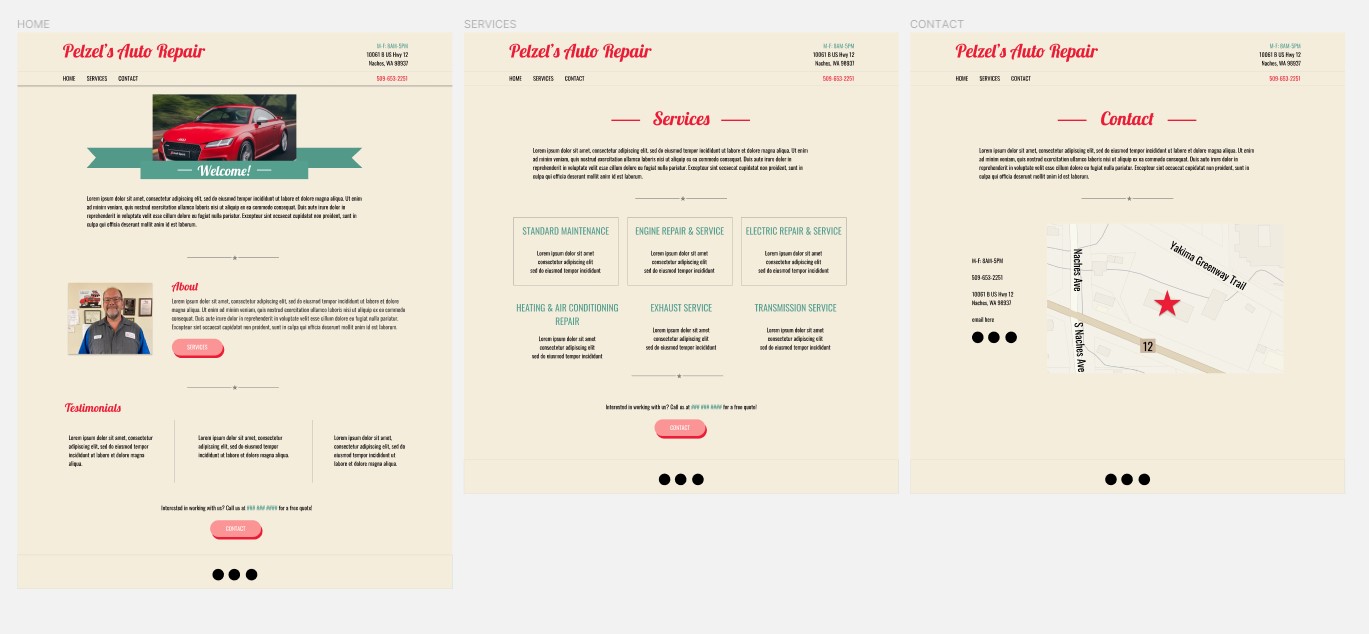 HOME
Pelzel's Auto Repair
M-F: 8AM-5PM
10061 B US Hwy 12
Naches, WA 98937
HOME SERVICES CONTACT
509-653-2251
Welcome!
Lorem ipsum dolor sit amet, consectetur adipiscing elit, sed do eiusmod tempor incididunt ut labore et dolore magna aliqua. Ut enim
ad minim veniam, quis nostrud exercitation ullamco laboris nisi ut aliquip ex ea commodo consequat. Duis aute irure dolor in
reprehenderit in voluptate velit esse cillum dolore eu fugiat nulla pariatur. Excepteur sint occaecat cupidatat non proident, sunt in
culpa qui officia deserunt mollit anim id est laborum.
About
Lorem ipsum dolor sit amet, consectetur adipiscing elit, sed do eiusmod tempor incididunt ut labore et dolore magna
aliqua. Ut enim ad minim veniam, quis nostrud exercitation ullamco laboris nisi ut aliquip ex ea commodo
consequat. Duis aute irure dolor in reprehenderit in voluptate velit esse cillum dolore eu fugiat nulla pariatur.
Excepteur sint occaecat cupidatat non proident, sunt in culpa qui officia deserunt mollit anim id est laborum.
SERVICES
Testimonials
Lorem ipsum dolor sit amet, consectetur
adipiscing elit, sed do eiusmod tempor
incididunt ut labore et dolore magna
aliqua.
Lorem ipsum dolor sit amet, consectetur
adipiscing elit, sed do eiusmod tempor
incididunt ut labore et dolore magna aliqua.
Lorem ipsum dolor sit amet,
consectetur adipiscing elit, sed do
eiusmod tempor incididunt ut
labore et dolore magna aliqua.
Interested in working with us? Call us at ### ### #### for a free quote!
CONTACT
SERVICES
Pelzel's Auto Repair
M-F: 8AM-5PM
10061 B US Hwy 12
Naches, WA 98937
HOME SERVICES CONTACT
509-653-2251
Services
Lorem ipsum dolor sit amet, consectetur adipiscing elit, sed do eiusmod tempor incididunt ut labore et dolore magna aliqua. Ut enim
ad minim veniam, quis nostrud exercitation ullamco laboris nisi ut aliquip ex ea commodo consequat. Duis aute irure dolor in
reprehenderit in voluptate velit esse cillum dolore eu fugiat nulla pariatur. Excepteur sint occaecat cupidatat non proident, sunt in
culpa qui officia deserunt mollit anim id est laborum.
STANDARD MAINTENANCE
Lorem ipsum dolor sit amet
consectetur adipiscing elit
sed do eiusmod tempor incididunt
ENGINE REPAIR & SERVICE
Lorem ipsum dolor sit amet
consectetur adipiscing elit
sed do eiusmod tempor incididunt
ELECTRIC REPAIR & SERVICE
Lorem ipsum dolor sit amet
consectetur adipiscing elit
sed do eiusmod tempor incididunt
HEATING & AIR CONDITIONING
REPAIR
Lorem ipsum dolor sit amet
consectetur adipiscing elit
sed do eiusmod tempor incididunt
EXHAUST SERVICE
Lorem ipsum dolor sit amet
consectetur adipiscing elit
sed do eiusmod tempor incididunt
TRANSMISSION SERVICE
Lorem ipsum dolor sit amet
consectetur adipiscing elit
sed do eiusmod tempor incididunt
Interested in working with us? Call us at ### ### #### for a free quote!
CONTACT
CONTACT
Pelzel's Auto Repair
M-F: 8AM-5PM
10061 B US Hwy 12
Naches, WA 98937
HOME SERVICES CONTACT
509-653-2251
Contact
Lorem ipsum dolor sit amet, consectetur adipiscing elit, sed do eiusmod tempor incididunt ut labore et dolore magna aliqua. Ut enim
ad minim veniam, quis nostrud exercitation ullamco laboris nisi ut aliquip ex ea commodo consequat. Duis aute irure dolor in
reprehenderit in voluptate velit esse cillum dolore eu fugiat nulla pariatur. Excepteur sint occaecat cupidatat non proident, sunt in
culpa qui officia deserunt mollit anim id est laborum.
M-F: 8AM-5PM
509-653-2251
10061 B US Hwy 12
Naches, WA 98937
email here
Naches Ave
Yakima Greenway Trail
S Naches Ave
12